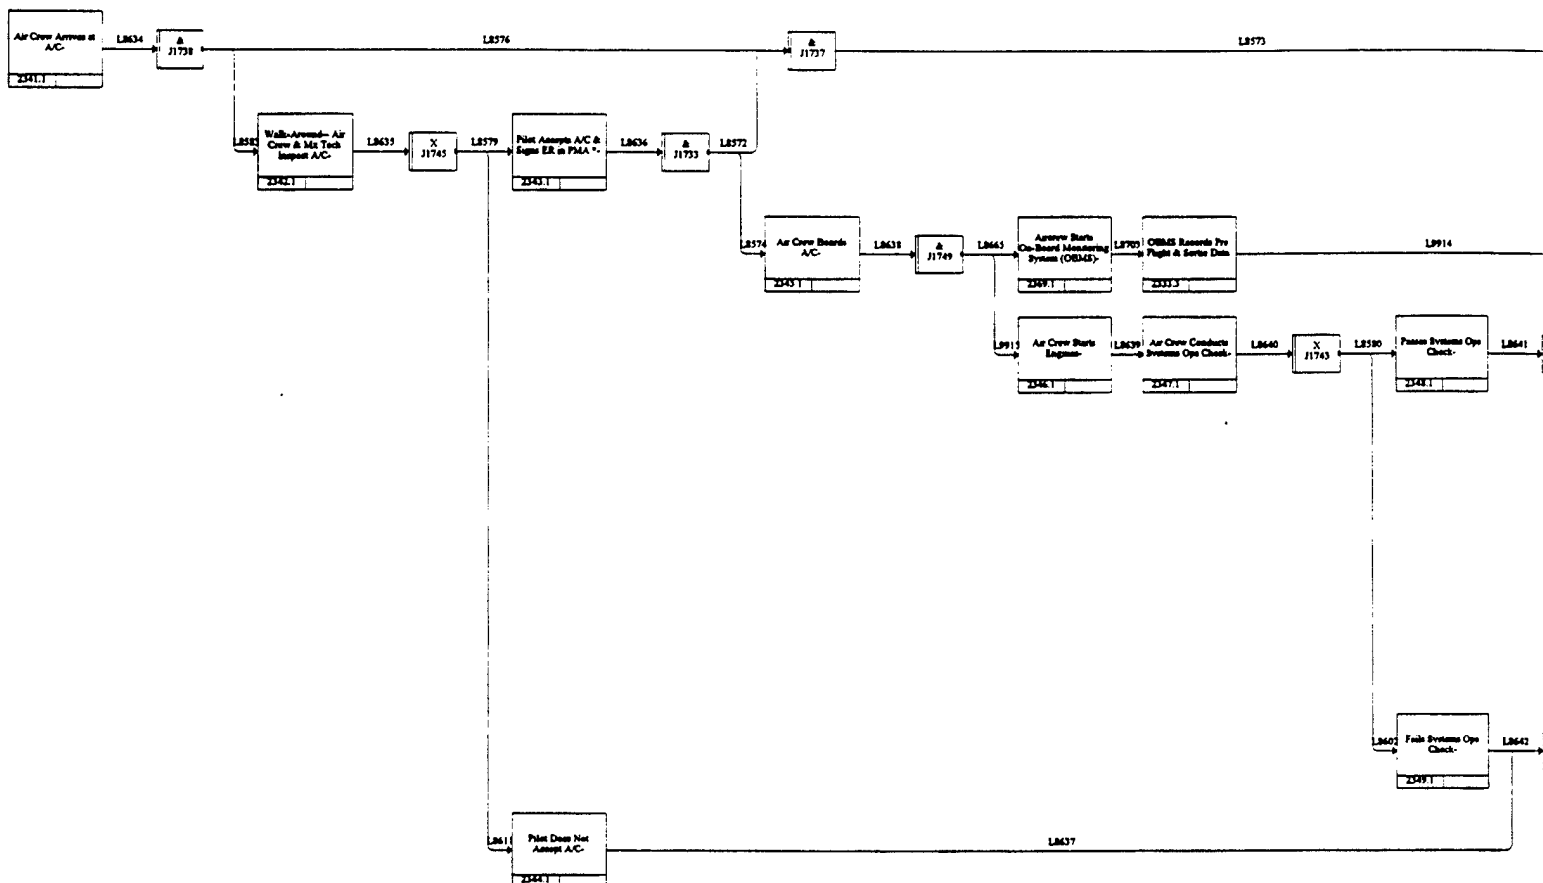 Air Crew Arrives at
A/C-
2341.1
L8634
&
J1738
L8576
&
J1737
L8573
Walk-Around-- Air
Crew & Mx Tech
Inspect A/C-
2342.1
L8635
X
J1745
L8579
Pilot Accepts A/C &
Signs ER in PMA *-
2343.1
L8636
&
J1733
L8572
L8574
Air Crew Boards
A/C-
2345.1
L8638
&
J1749
L8665
Aircrew Starts
On-Board Monitoring
System (OBMS)-
2369.1
L8705
OBMS Records Pre
Flight & Sortie Data
2333.3
L9914
L9915
Air Crew Starts
Engines-
2346.1
L8639
Air Crew Conducts
Systems Ops Check-
2347.1
L8640
X
J1743
L8580
Passes Systems Ops
Check-
2348.1
L8641
L8602
Fails Systems Ops
Check-
2349.1
L8642
L8611
Pilot Does Not
Accept A/C-
2344.1
L8637